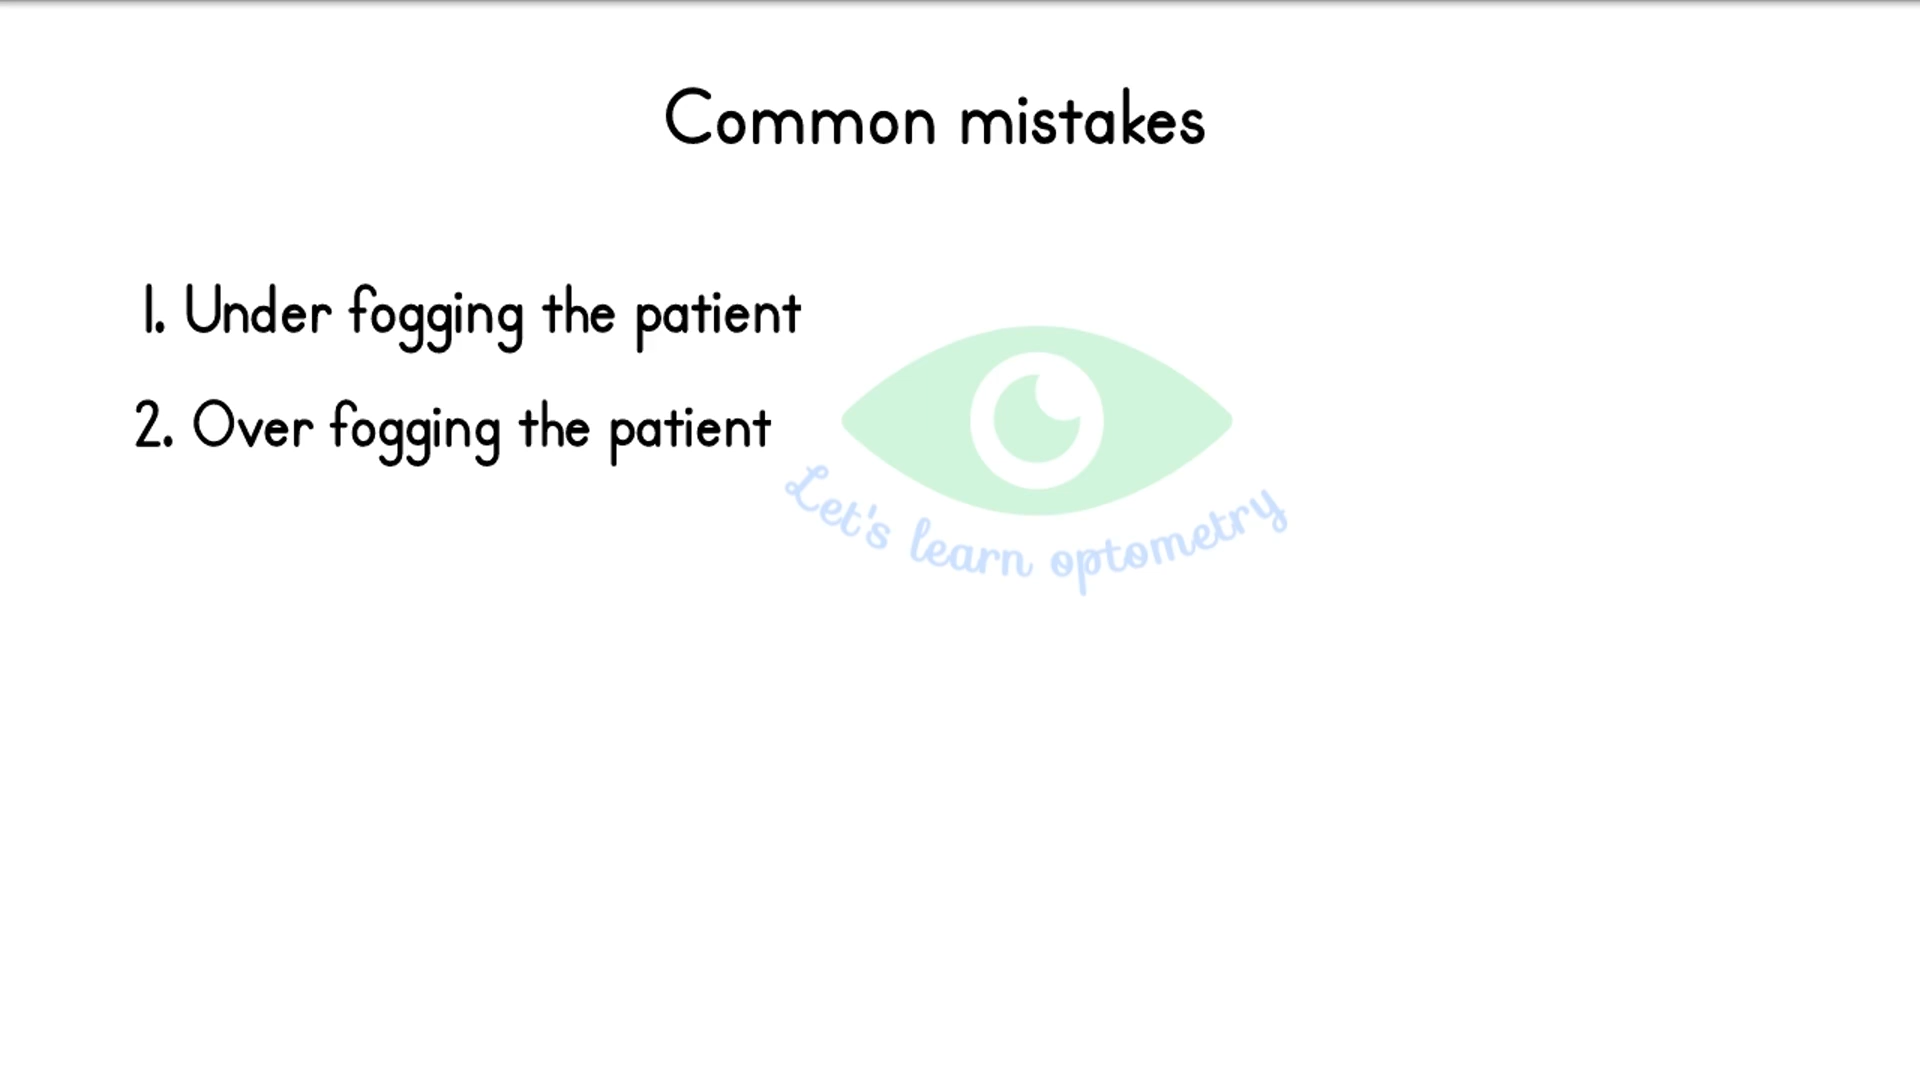 Common mistakes
1. Under fogging the patient
2. Over fogging the patient
Let's learn optometry